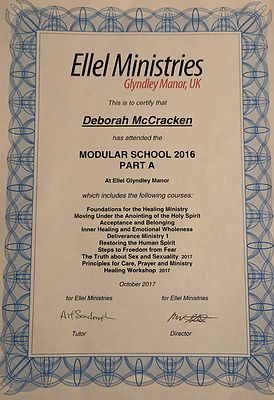 Ellel Ministries
Glyndley Manor, UK
This is to certify that
Deborah McCracken
has attended the
MODULAR SCHOOL 2016
PART A
At Ellel Glyndley Manor
which includes the following courses:
Foundations for the Healing Ministry
Moving Under the Anointing of the Holy Spirit
Acceptance and Belonging
Inner Healing and Emotional Wholeness
Deliverance Ministry 1
Restoring the Human Spirit
Steps to Freedom from Fear
The Truth about Sex and Sexuality 2017
Principles for Care, Prayer and Ministry
Healing Workshop 2017
October 2017
for Ellel Ministries for Ellel Ministries
Tutor Director